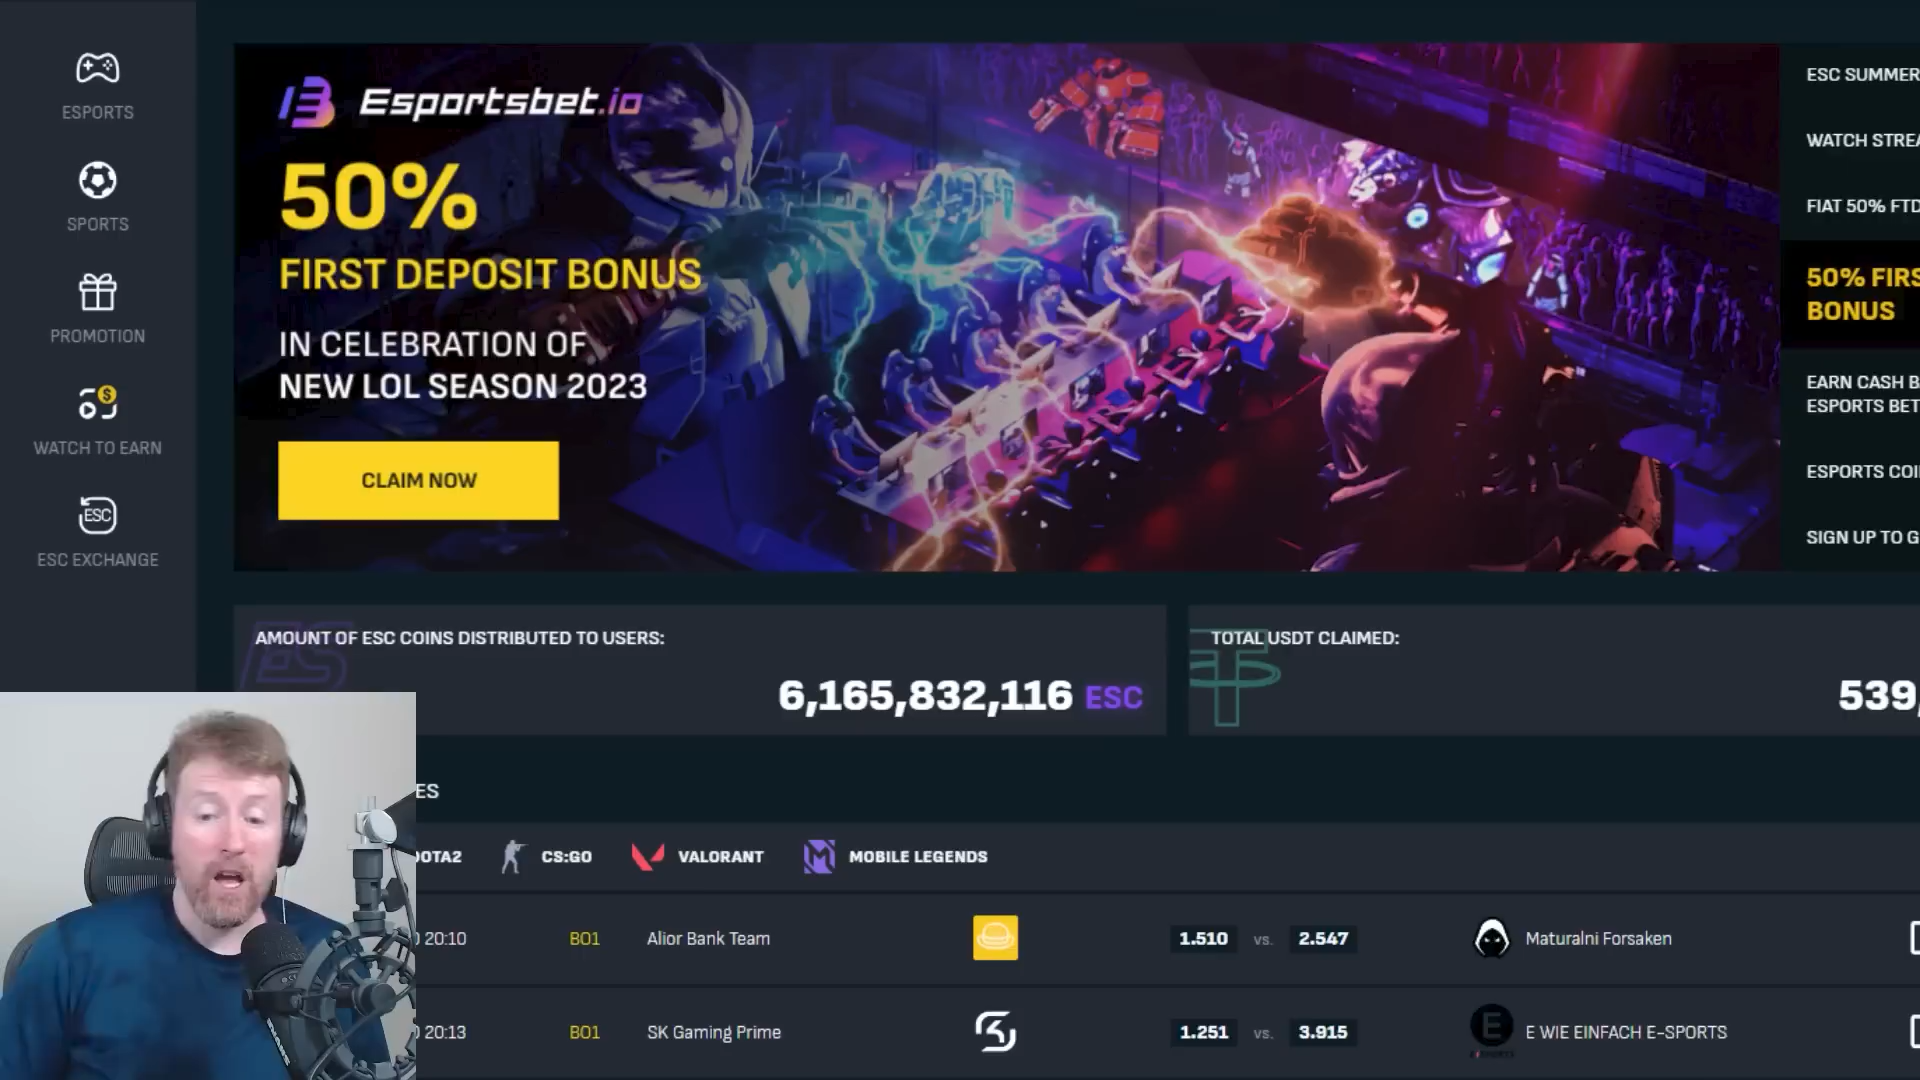 ESPORTS
SPORTS
PROMOTION
WATCH TO EARN
ESC
ESC EXCHANGE
Esportsbet.io
50%
FIRST DEPOSIT BONUS
IN CELEBRATION OF
NEW LOL SEASON 2023
CLAIM NOW
ESC SUMMER
WATCH STREA
FIAT 50% FTD
50% FIRS
BONUS
EARN CASH B
ESPORTS BET
ESPORTS COI
SIGN UP TO G
AMOUNT OF ESC COINS DISTRIBUTED TO USERS:
6,165,832,116 ESC
TOTAL USDT CLAIMED:
539,
ES
DOTA2 CS:GO VALORANT MOBILE LEGENDS
20:10 BO1 Alior Bank Team 1.510 vs. 2.547 Maturalni Forsaken
20:13 BO1 SK Gaming Prime 1.251 vs. 3.915 E WIE EINFACH E-SPORTS